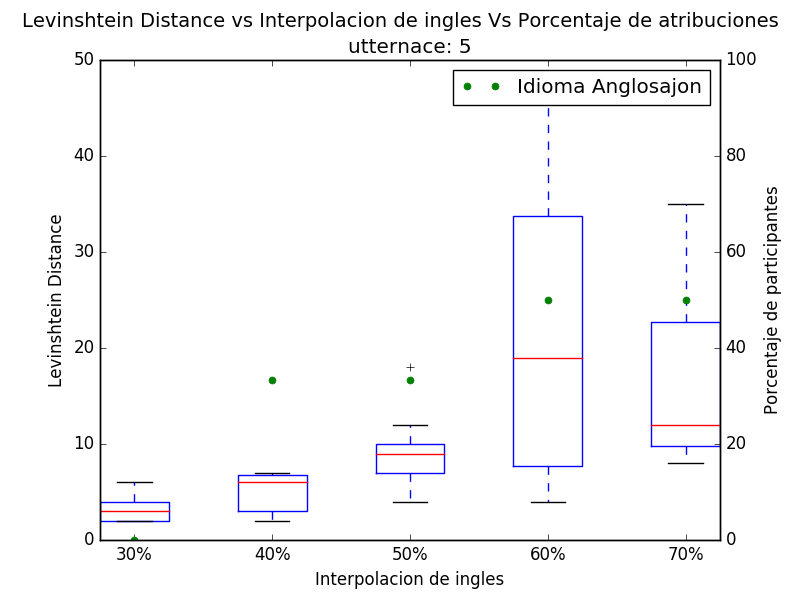 Levinshtein Distance vs Interpolacion de ingles Vs Porcentaje de atribuciones
utternace: 5
Idioma Anglosajon
50
40
30
20
10
0
Levinshtein Distance
100
80
60
40
20
0
Porcentaje de participantes
30% 40% 50% 60% 70%
Interpolacion de ingles